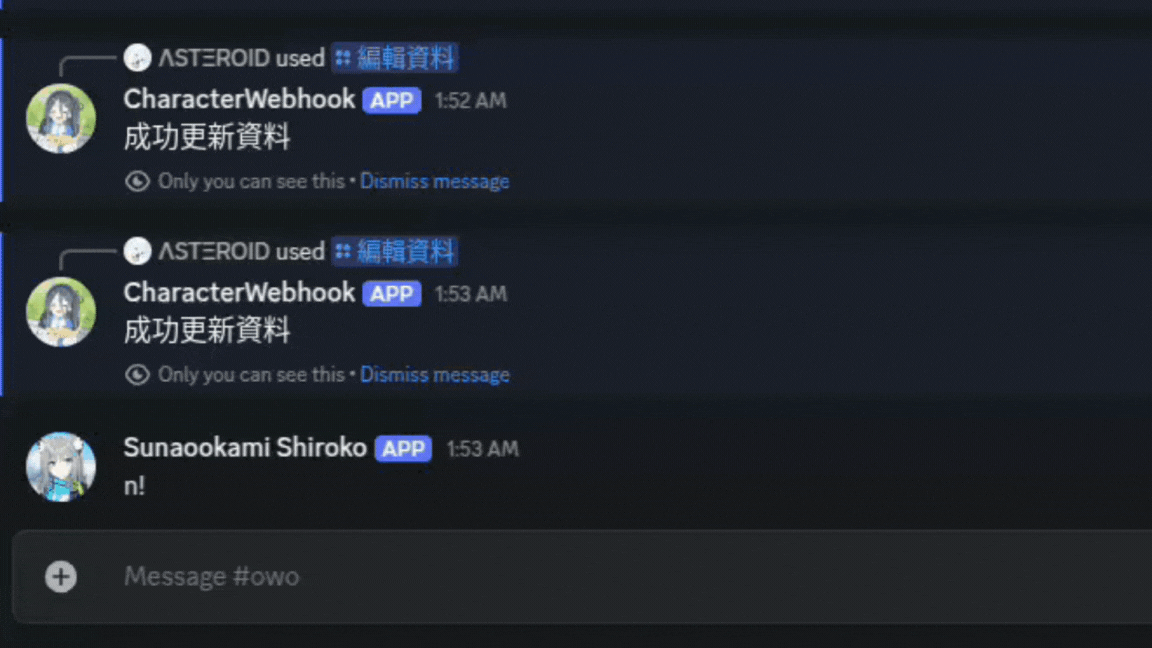 ΛSTΞROID used 編輯資料
CharacterWebhook APP 1:52 AM
成功更新資料
Only you can see this • Dismiss message
ΛSTΞROID used 編輯資料
CharacterWebhook APP 1:53 AM
成功更新資料
Only you can see this • Dismiss message
Sunaookami Shiroko APP 1:53 AM
n!
Message #owo